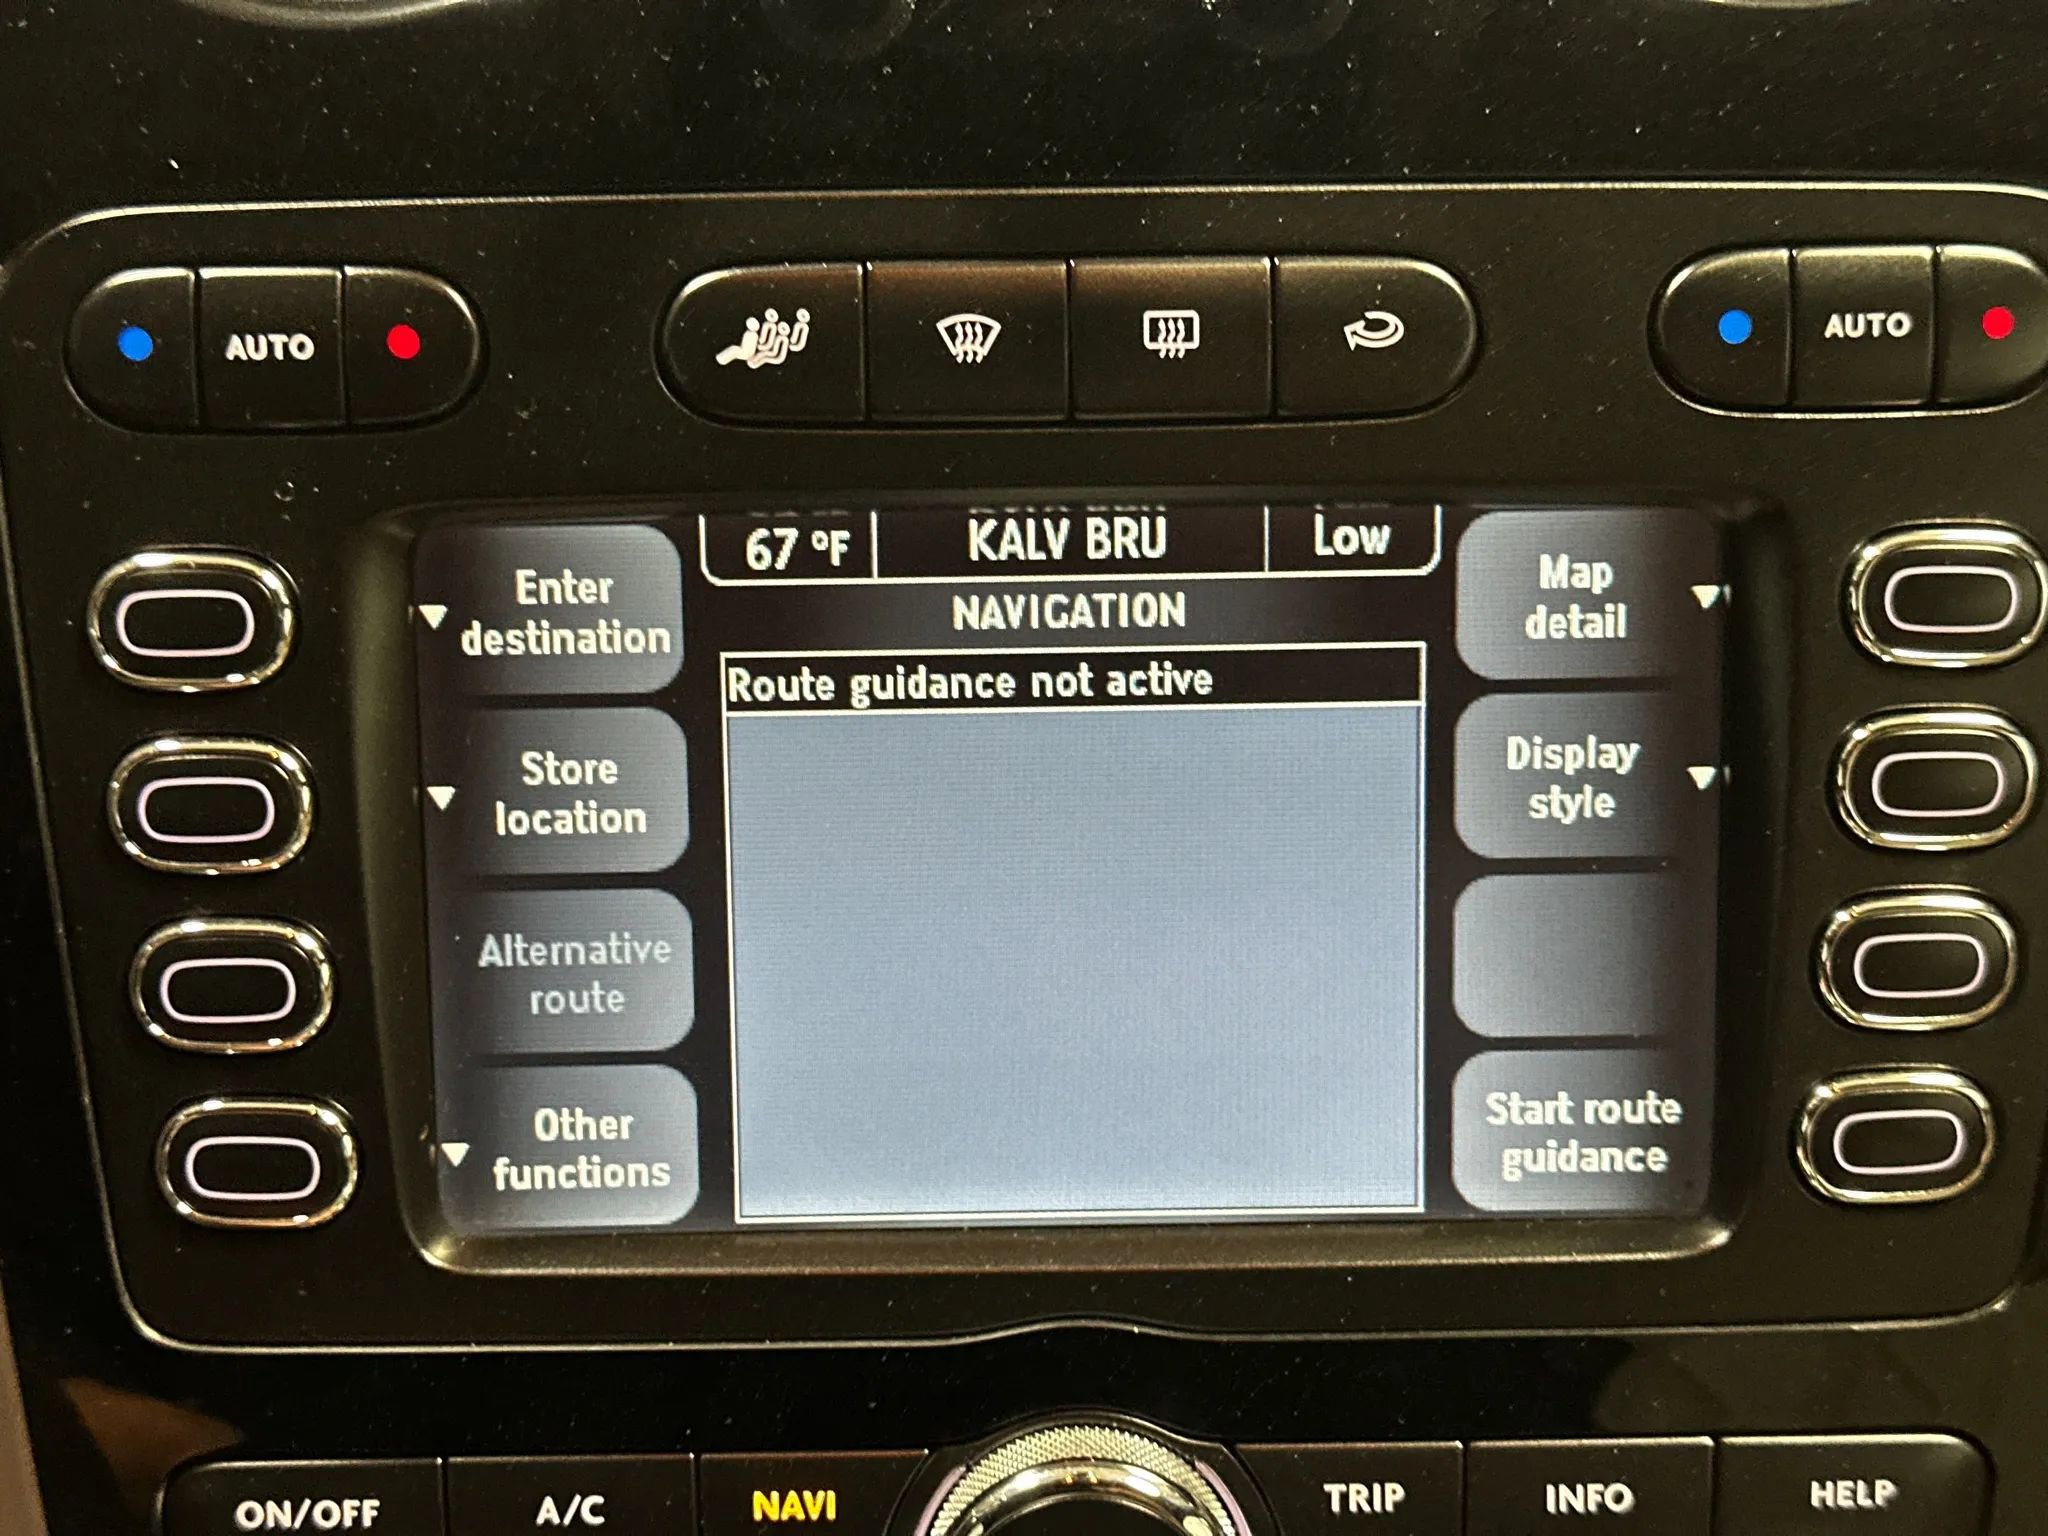 AUTO
AUTO
67 °F
KALV BRU
Low
NAVIGATION
Route guidance not active
Enter
destination
Store
location
Alternative
route
Other
functions
Map
detail
Display
style
Start route
guidance
ON/OFF
A/C
NAVI
TRIP
INFO
HELP